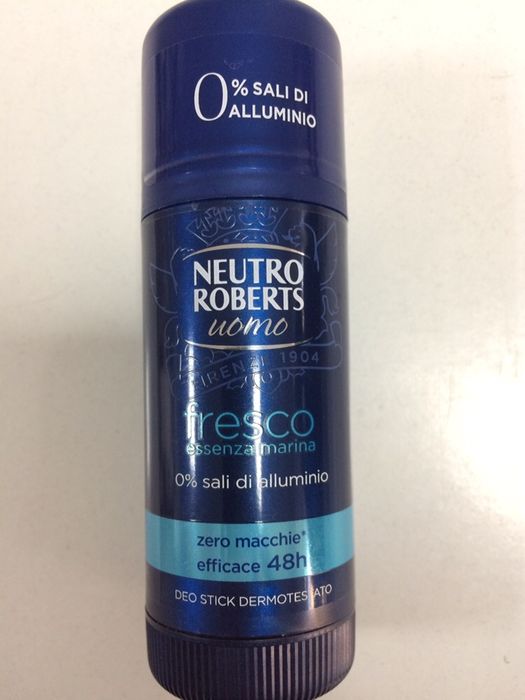 0% SALI DI
ALLUMINIO
NEUTRO
ROBERTS
uomo
FIRENZE 1904
fresco
essenza marina
0% sali di alluminio
zero macchie*
efficace 48h
DEO STICK DERMOTESTATO